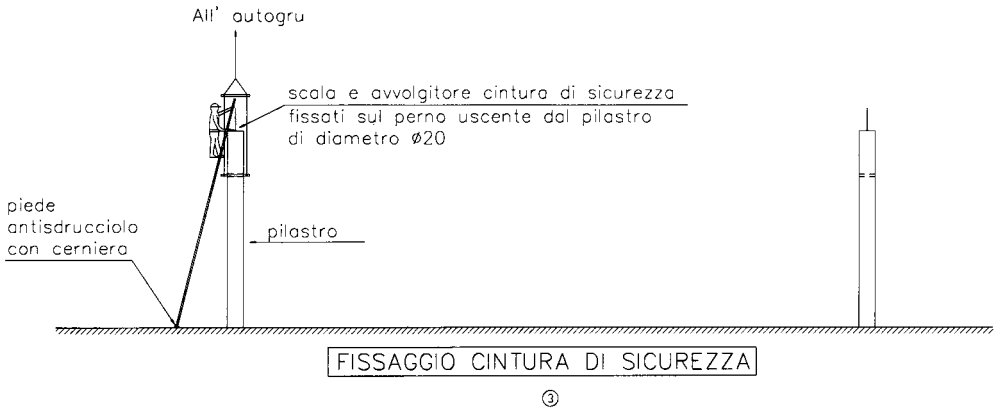 All' autogru
scala e avvolgitore cintura di sicurezza
fissati sul perno uscente dal pilastro
di diametro ø20
piede
antisdrucciolo
con cerniera
pilastro
FISSAGGIO CINTURA DI SICUREZZA
3